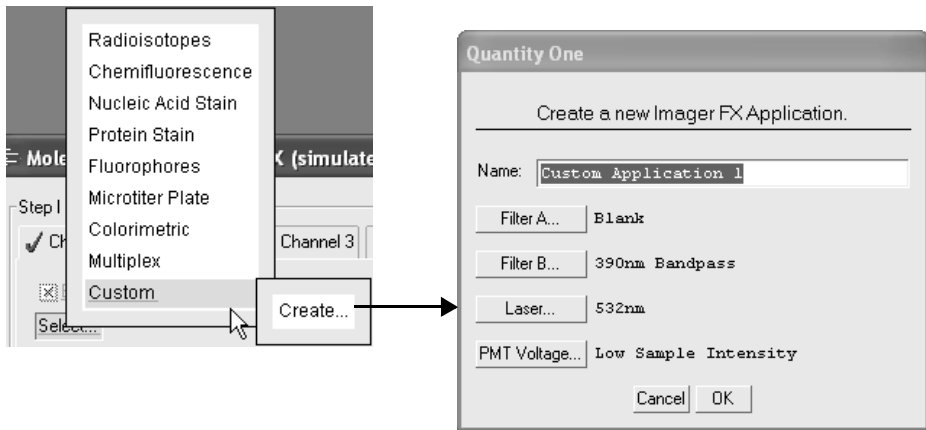 Radioisotopes
Chemifluorescence
Nucleic Acid Stain
Protein Stain
Fluorophores
Microtiter Plate
Colorimetric
Multiplex
Custom
Create...
Mole
X (simulate
Step I
Ch
Channel 3
Select...
Quantity One
Create a new Imager FX Application.
Name: Custom Application 1
Filter A... Blank
Filter B... 390nm Bandpass
Laser... 532nm
PMT Voltage... Low Sample Intensity
Cancel OK